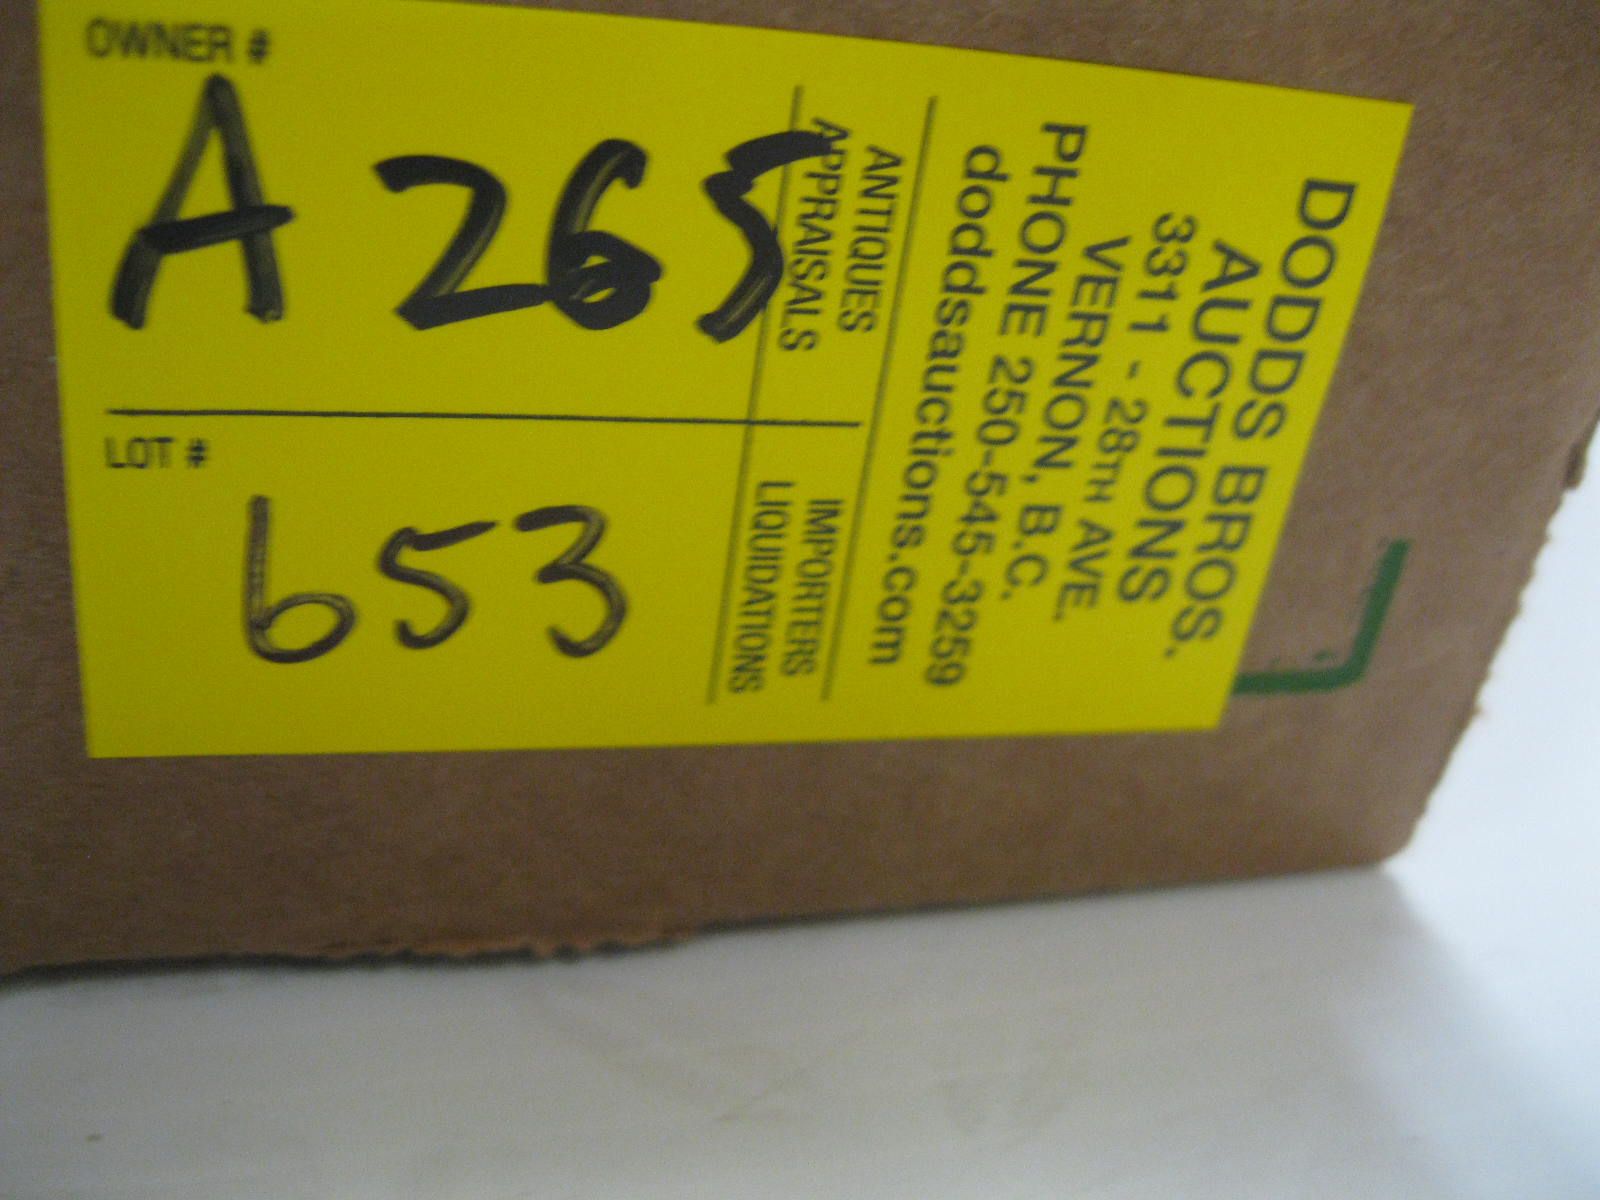 DODDS BROS.
AUCTIONS
3311 - 28TH AVE.
VERNON, B.C.
PHONE 250-545-3259
doddsauctions.com
ANTIQUES IMPORTERS
APPRAISALS LIQUIDATIONS
OWNER #
A 265
LOT #
653